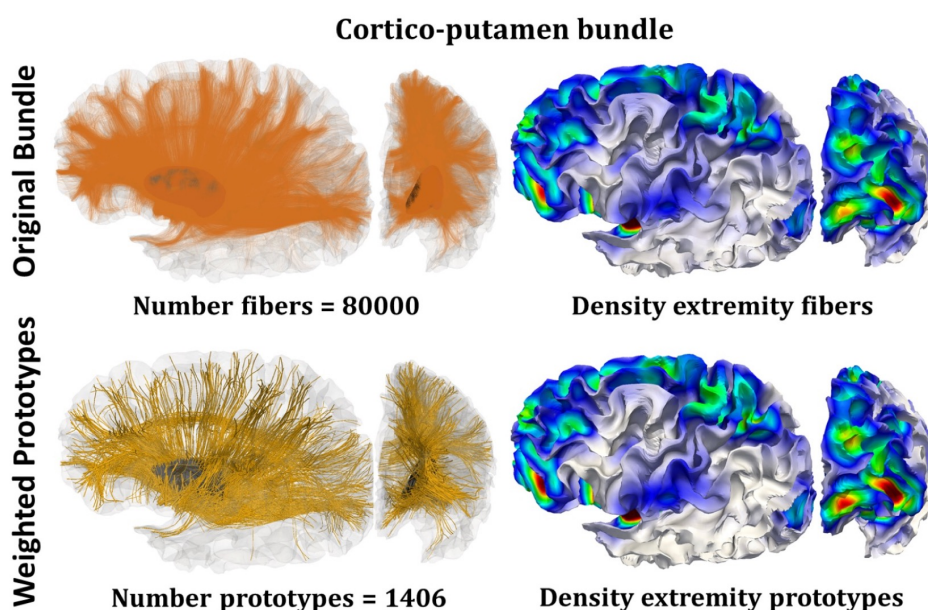 Cortico-putamen bundle
Original Bundle
Number fibers = 80000
Density extremity fibers
Weighted Prototypes
Number prototypes = 1406
Density extremity prototypes